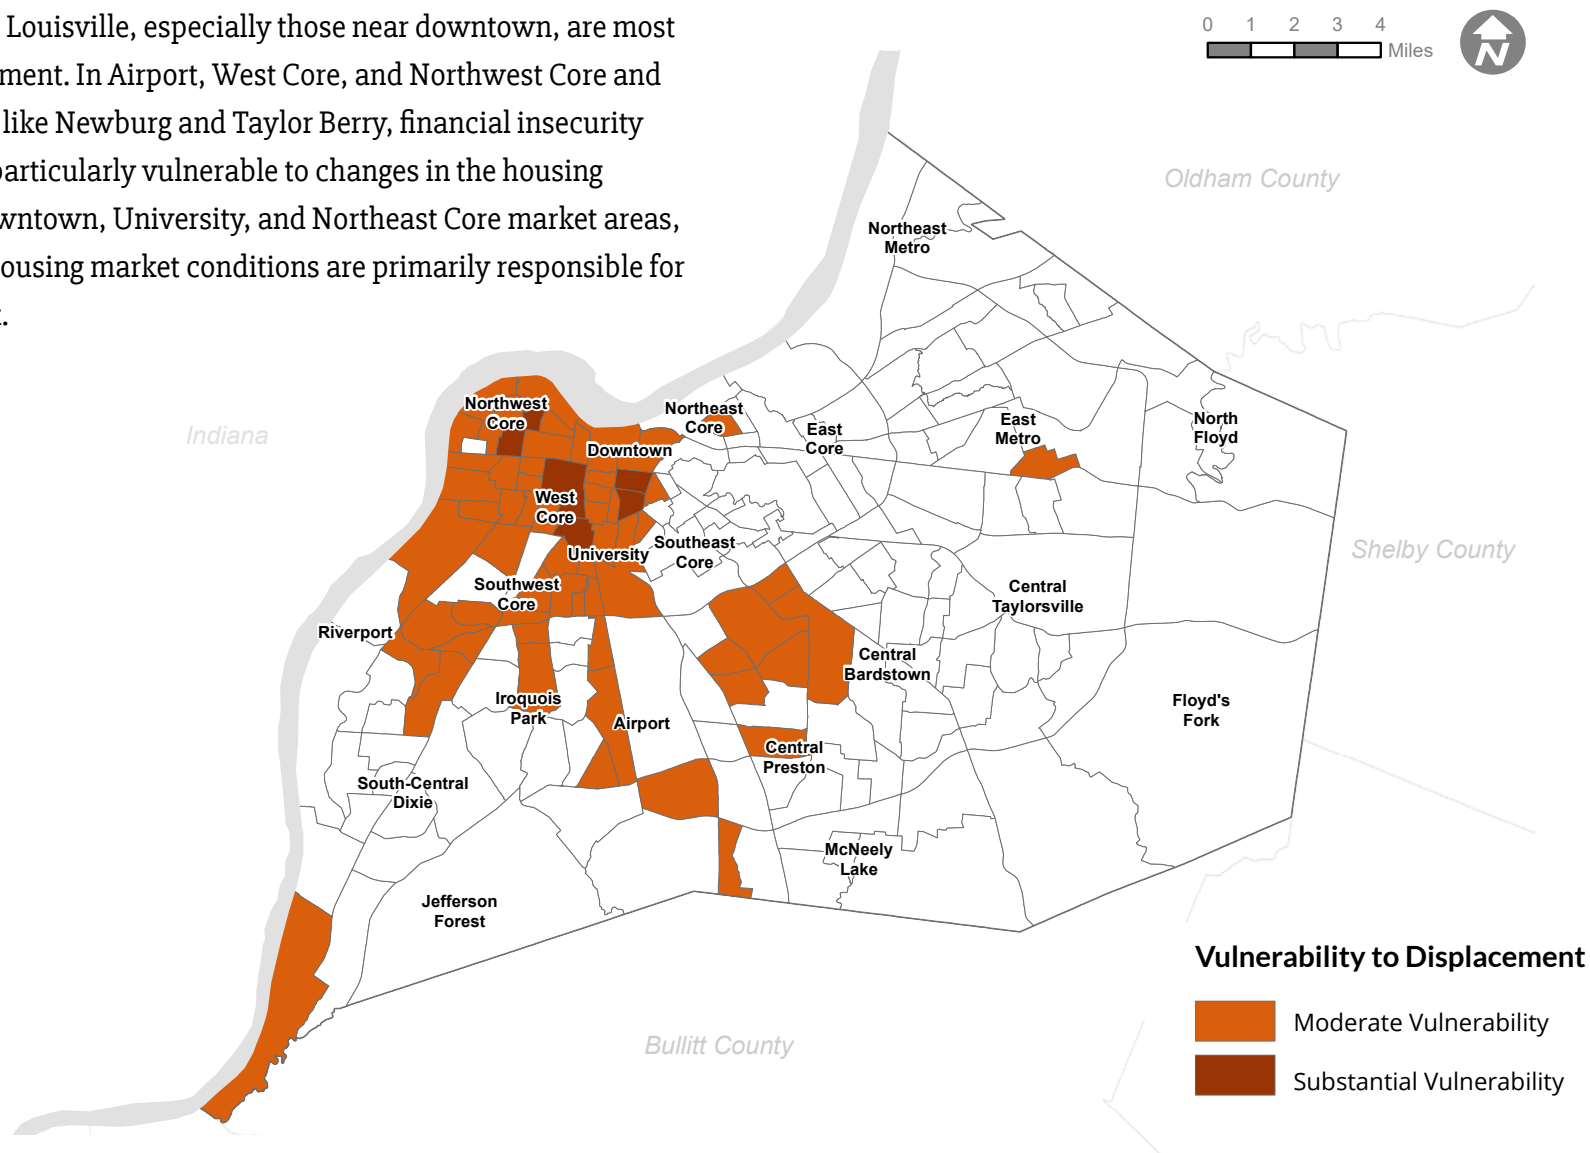 Louisville, especially those near downtown, are most
ment. In Airport, West Core, and Northwest Core and
like Newburg and Taylor Berry, financial insecurity
particularly vulnerable to changes in the housing
wntown, University, and Northeast Core market areas,
ousing market conditions are primarily responsible for
.
0 1 2 3 4
Miles
N
Oldham County
Northeast
Metro
Indiana
Northwest
Core
Northeast
Core
East
Core
East
Metro
North
Floyd
Downtown
West
Core
University
Southeast
Core
Shelby County
Southwest
Core
Central
Taylorsville
Riverport
Central
Bardstown
Iroquois
Park
Airport
Floyd's
Fork
Central
Preston
South-Central
Dixie
McNeely
Lake
Jefferson
Forest
Bullitt County
Vulnerability to Displacement
Moderate Vulnerability
Substantial Vulnerability